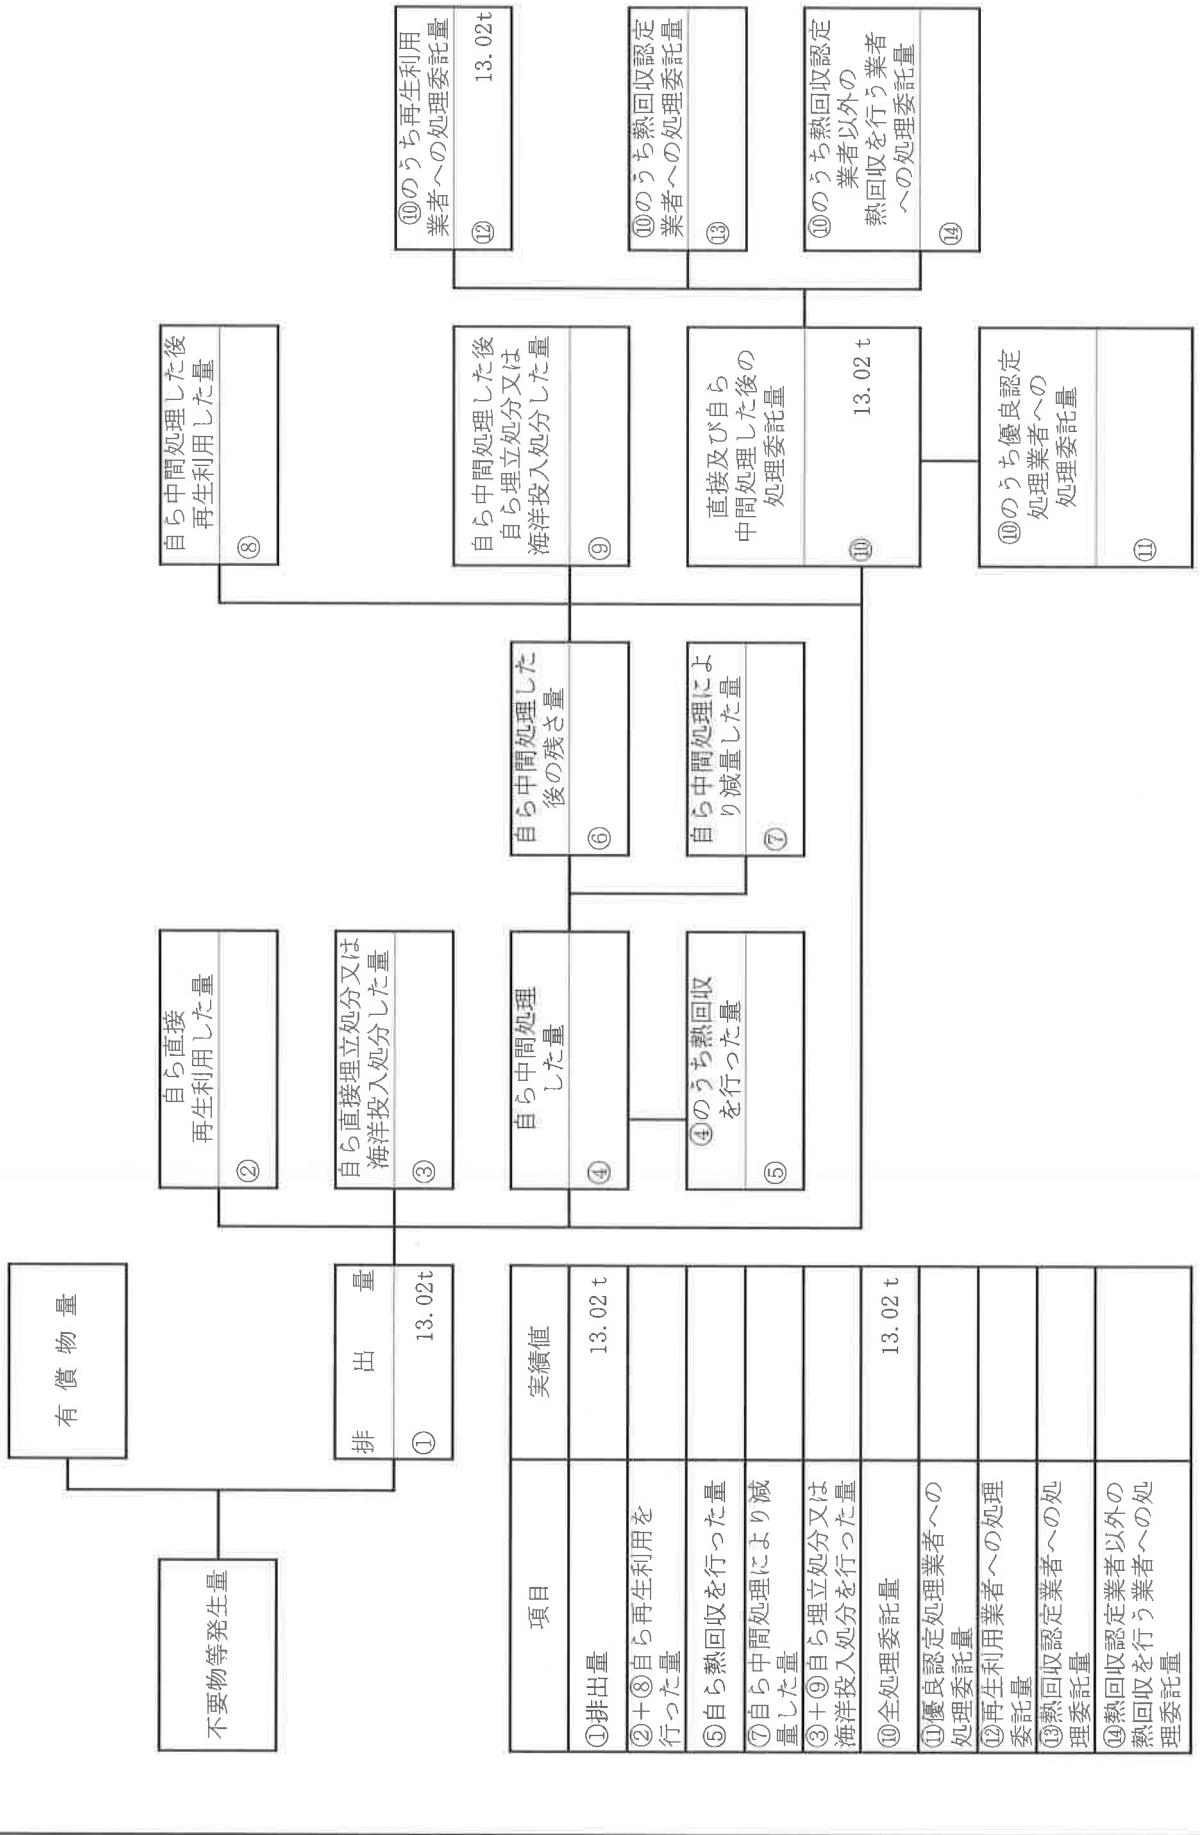 有償物量
不要物等発生量
排出量
① 13.02t
自ら直接
再生利用した量
②
自ら直接埋立処分又は
海洋投入処分した量
③
自ら中間処理
した量
④
④のうち熱回収
を行った量
⑤
自ら中間処理した
後の残さ量
⑥
自ら中間処理によ
り減量した量
⑦
自ら中間処理した後
再生利用した量
⑧
自ら中間処理した後
自ら埋立処分又は
海洋投入処分した量
⑨
直接及び自ら
中間処理した後の
処理委託量
⑩ 13.02 t
⑩のうち優良認定
処理業者への
処理委託量
⑪
⑩のうち再生利用
業者への処理委託量
⑫ 13.02t
⑩のうち熱回収認定
業者への処理委託量
⑬
⑩のうち熱回収認定
業者以外の
熱回収を行う業者
への処理委託量
⑭
項目 実績値
①排出量 13.02 t
②+⑧自ら再生利用を
行った量
⑤自ら熱回収を行った量
⑦自ら中間処理により減
量した量
③+⑨自ら埋立処分又は
海洋投入処分を行った量
⑩全処理委託量 13.02 t
⑪優良認定処理業者への
処理委託量
⑫再生利用業者への処理
委託量
⑬熱回収認定業者への処
理委託量
⑭熱回収認定業者以外の
熱回収を行う業者への処
理委託量